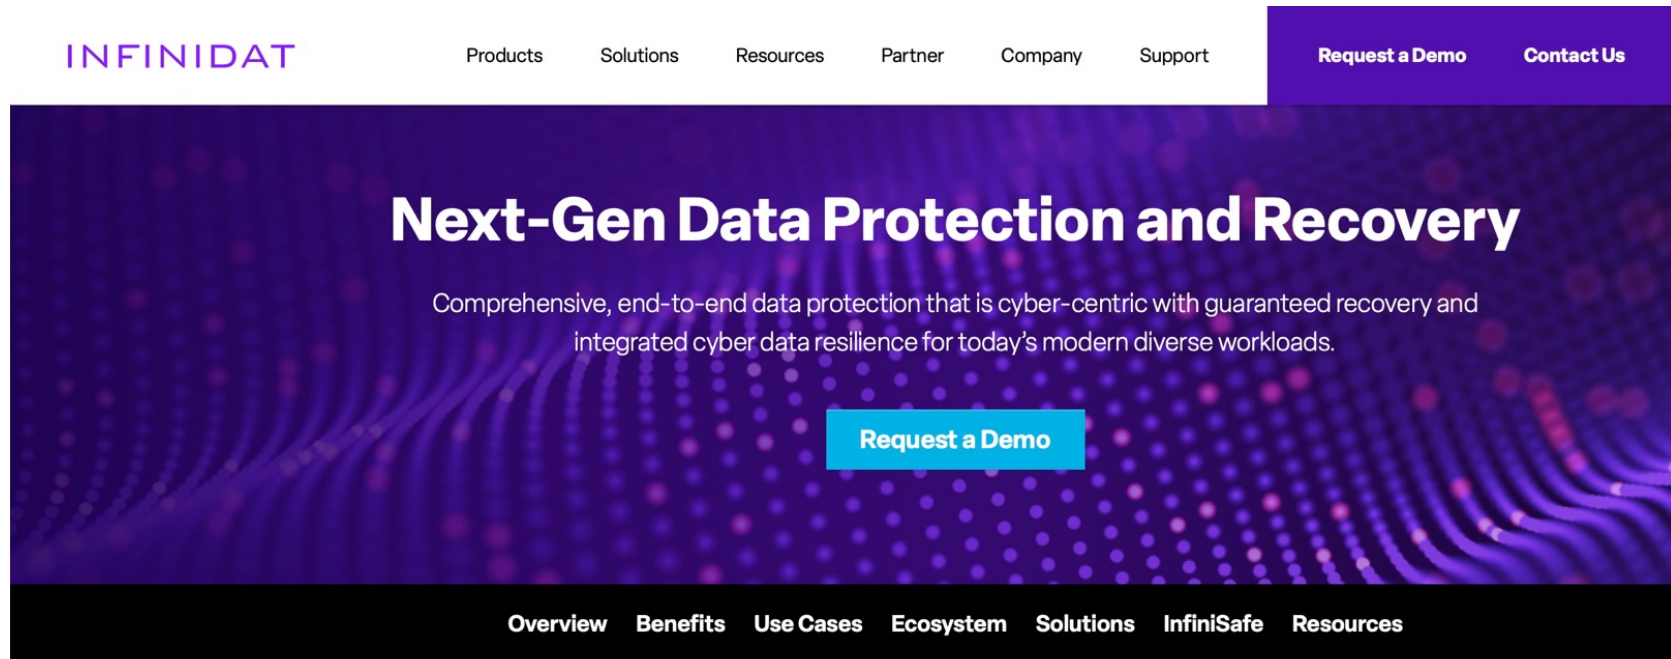 INFINIDAT
Products Solutions Resources Partner Company Support Request a Demo Contact Us
Next-Gen Data Protection and Recovery
Comprehensive, end-to-end data protection that is cyber-centric with guaranteed recovery and
integrated cyber data resilience for today’s modern diverse workloads.
Request a Demo
Overview Benefits Use Cases Ecosystem Solutions InfiniSafe Resources